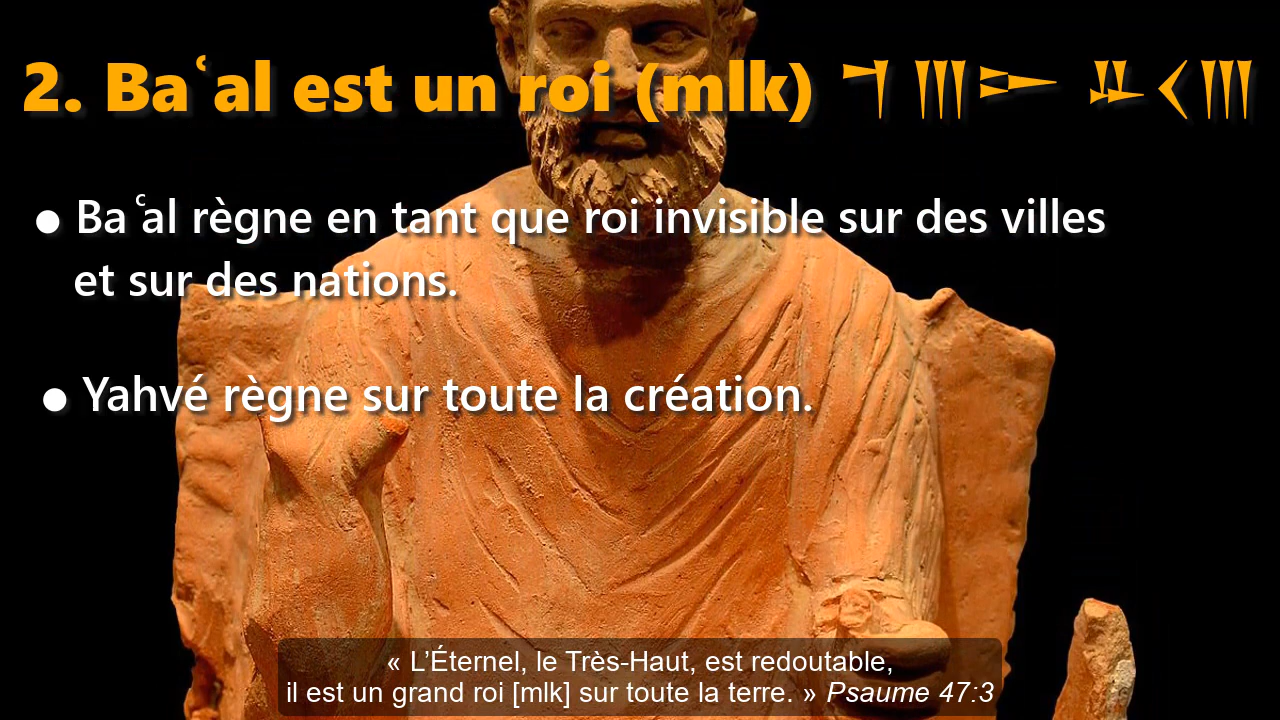 2. Baʿal est un roi (mlk) 𐎎𐎍𐎋 𐎁𐎓𐎍
● Baʿal règne en tant que roi invisible sur des villes
et sur des nations.
● Yahvé règne sur toute la création.
« L’Éternel, le Très-Haut, est redoutable,
il est un grand roi [mlk] sur toute la terre. » Psaume 47:3